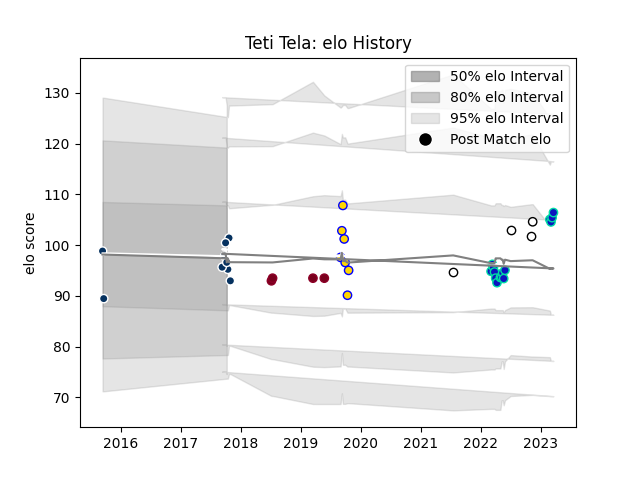 Teti Tela: elo History
50% elo Interval
80% elo Interval
95% elo Interval
Post Match elo
elo score
130
120
110
100
90
80
70
2016 2017 2018 2019 2020 2021 2022 2023